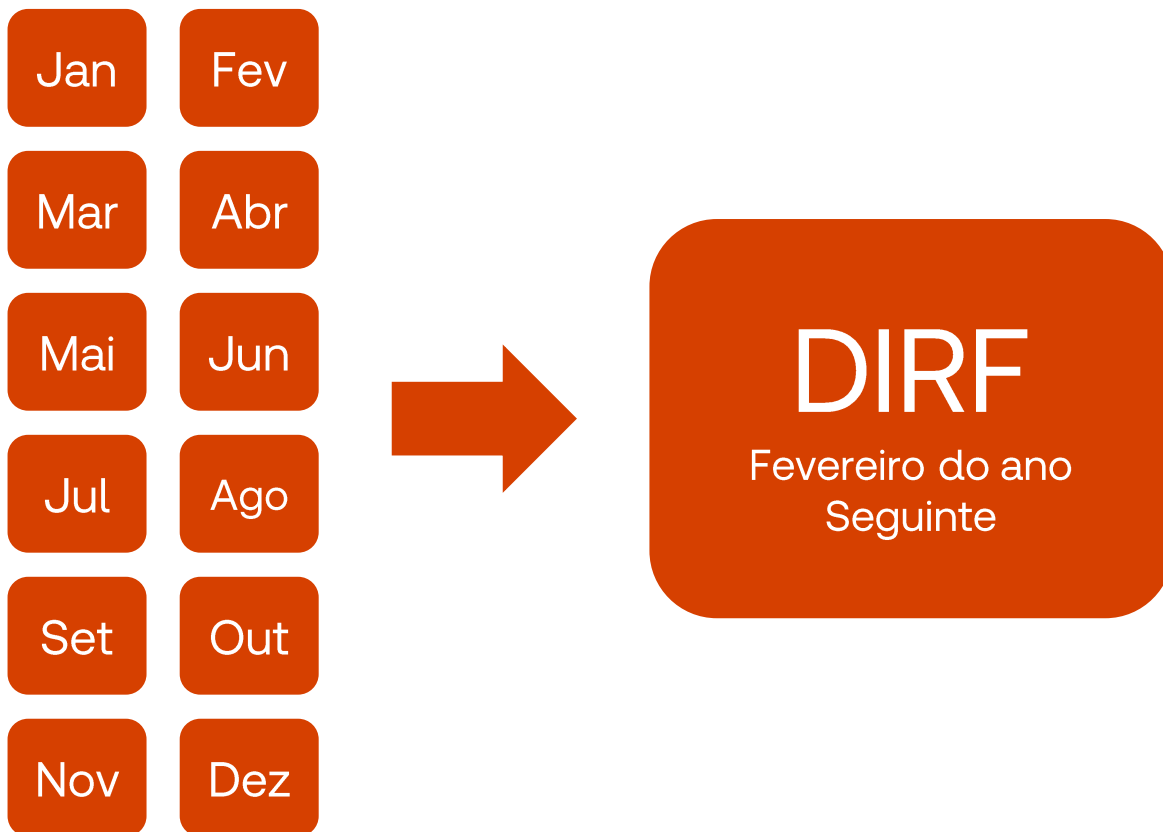 Jan
Fev
Mar
Abr
Mai
Jun
Jul
Ago
Set
Out
Nov
Dez
DIRF
Fevereiro do ano
Seguinte